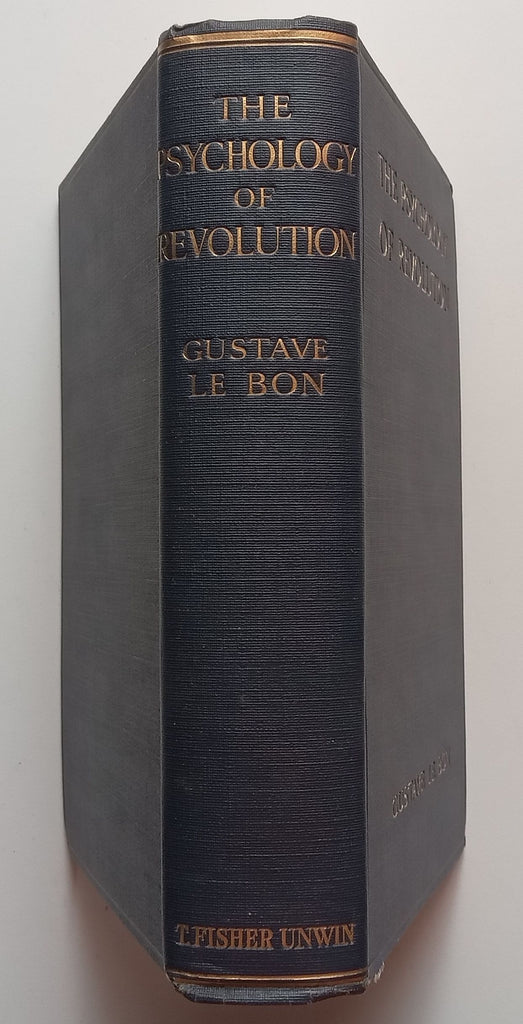 THE
PSYCHOLOGY
OF
REVOLUTION
GUSTAVE
LE BON
T. FISHER UNWIN
THE PSYCHOLOGY
OF REVOLUTION
GUSTAVE LE BON